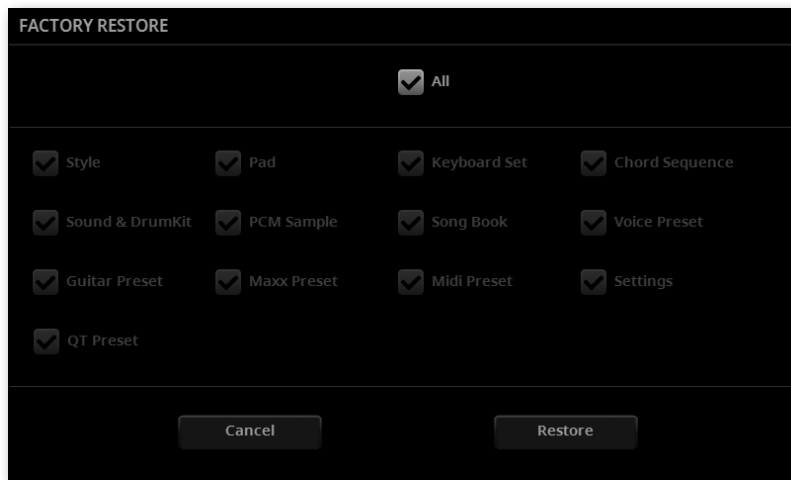 FACTORY RESTORE
All
Style Pad Keyboard Set Chord Sequence
Sound & DrumKit PCM Sample Song Book Voice Preset
Guitar Preset Maxx Preset Midi Preset Settings
QT Preset
Cancel Restore